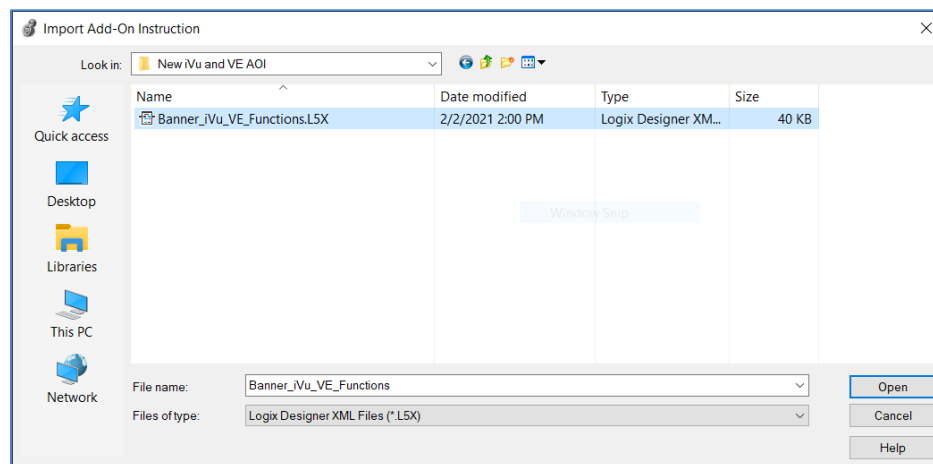 Import Add-On Instruction
Look in: New iVu and VE AOI
Name Date modified Type Size
Banner_iVu_VE_Functions.L5X 2/2/2021 2:00 PM Logix Designer XM... 40 KB
Quick access
Desktop
Window Snip
Libraries
This PC
Network
File name: Banner_iVu_VE_Functions Open
Files of type: Logix Designer XML Files (*.L5X) Cancel
Help